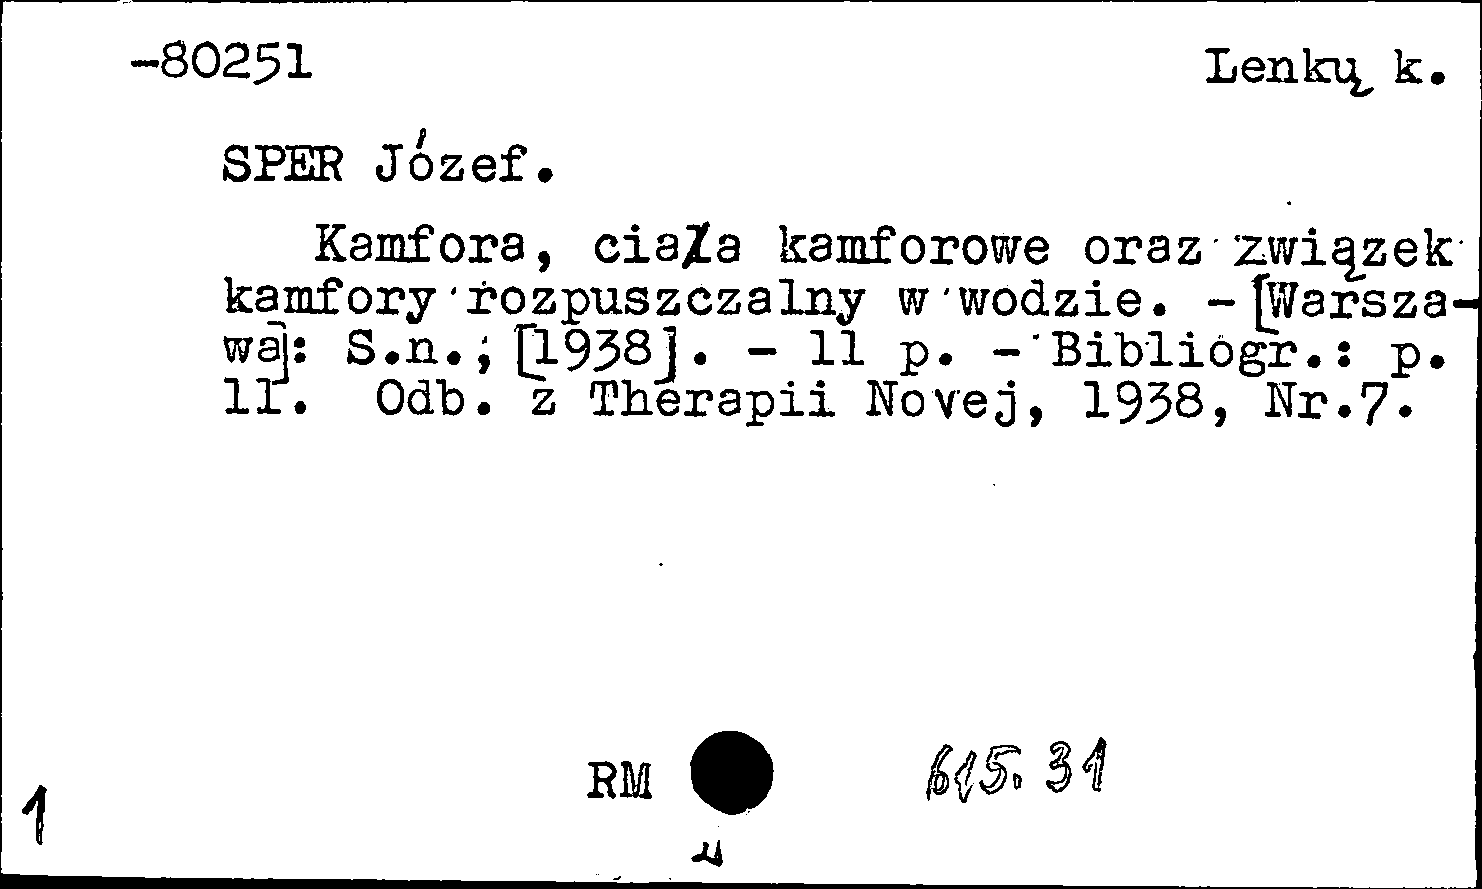 -80251 Lenkų k.
SPER Józef.
Kamfora, ciała kamforowe oraz związek
kamfory rozpuszczalny w wodzie. - [Warsza-
wa]: S.n., [1938]. - 11 p. - Bibliogr.: p.
11. Odb. z Therapii Novej, 1938, Nr.7.
RM 615.31
1